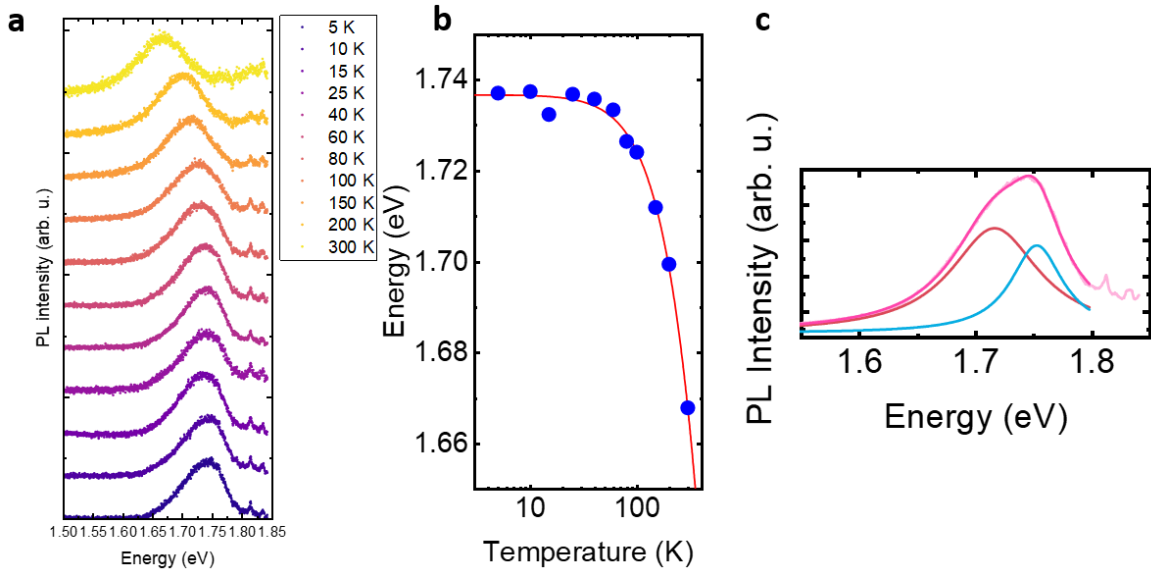 a
5 K
10 K
15 K
25 K
40 K
60 K
80 K
100 K
150 K
200 K
300 K
PL Intensity (arb. u.)
1.50 1.55 1.60 1.65 1.70 1.75 1.80 1.85
Energy (eV)
b
1.74
1.72
1.70
1.68
1.66
Energy (eV)
10 100
Temperature (K)
c
PL Intensity (arb. u.)
1.6 1.7 1.8
Energy (eV)